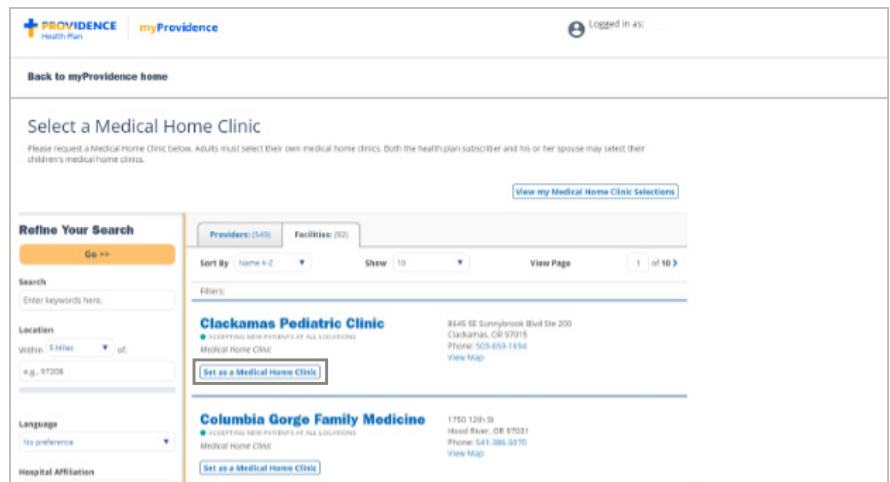 PROVIDENCE
Health Plan
myProvidence
Logged in as:
Back to myProvidence home
Select a Medical Home Clinic
Please request a Medical Home Clinic below. Adults must select their own medical home clinics. Both the health plan subscriber and his or her spouse may select their
children's medical home clinics.
View my Medical Home Clinic Selections
Refine Your Search
Go >>
Search
Enter keywords here.
Location
Within 5 Miles of:
e.g., 97208
Language
No preference
Hospital Affiliation
Providers: (549) Facilities: (92)
Sort By Name A-Z Show 10 View Page 1 of 10 >
Filters:
Clackamas Pediatric Clinic
ACCEPTING NEW PATIENTS AT ALL LOCATIONS
Medical Home Clinic
Set as a Medical Home Clinic
8645 SE Sunnybrook Blvd Ste 200
Clackamas, OR 97015
Phone: 503-659-1694
View Map
Columbia Gorge Family Medicine
ACCEPTING NEW PATIENTS AT ALL LOCATIONS
Medical Home Clinic
Set as a Medical Home Clinic
1750 12th St
Hood River, OR 97031
Phone: 541-386-5070
View Map